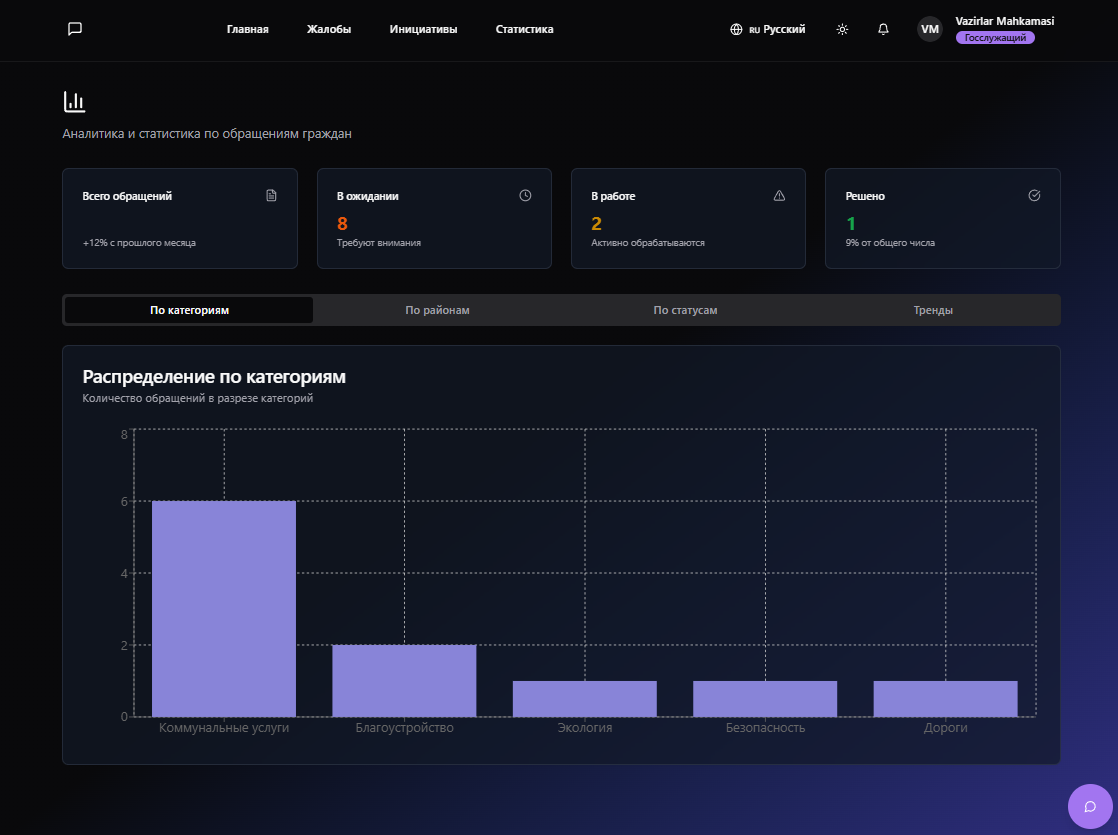 Главная Жалобы Инициативы Статистика RU Русский VM Vazirlar Mahkamasi
Госслужащий
Аналитика и статистика по обращениям граждан
Всего обращений
+12% с прошлого месяца
В ожидании
8
Требуют внимания
В работе
2
Активно обрабатываются
Решено
1
9% от общего числа
По категориям По районам По статусам Тренды
Распределение по категориям
Количество обращений в разрезе категорий
8
6
4
2
0
Коммунальные услуги Благоустройство Экология Безопасность Дороги